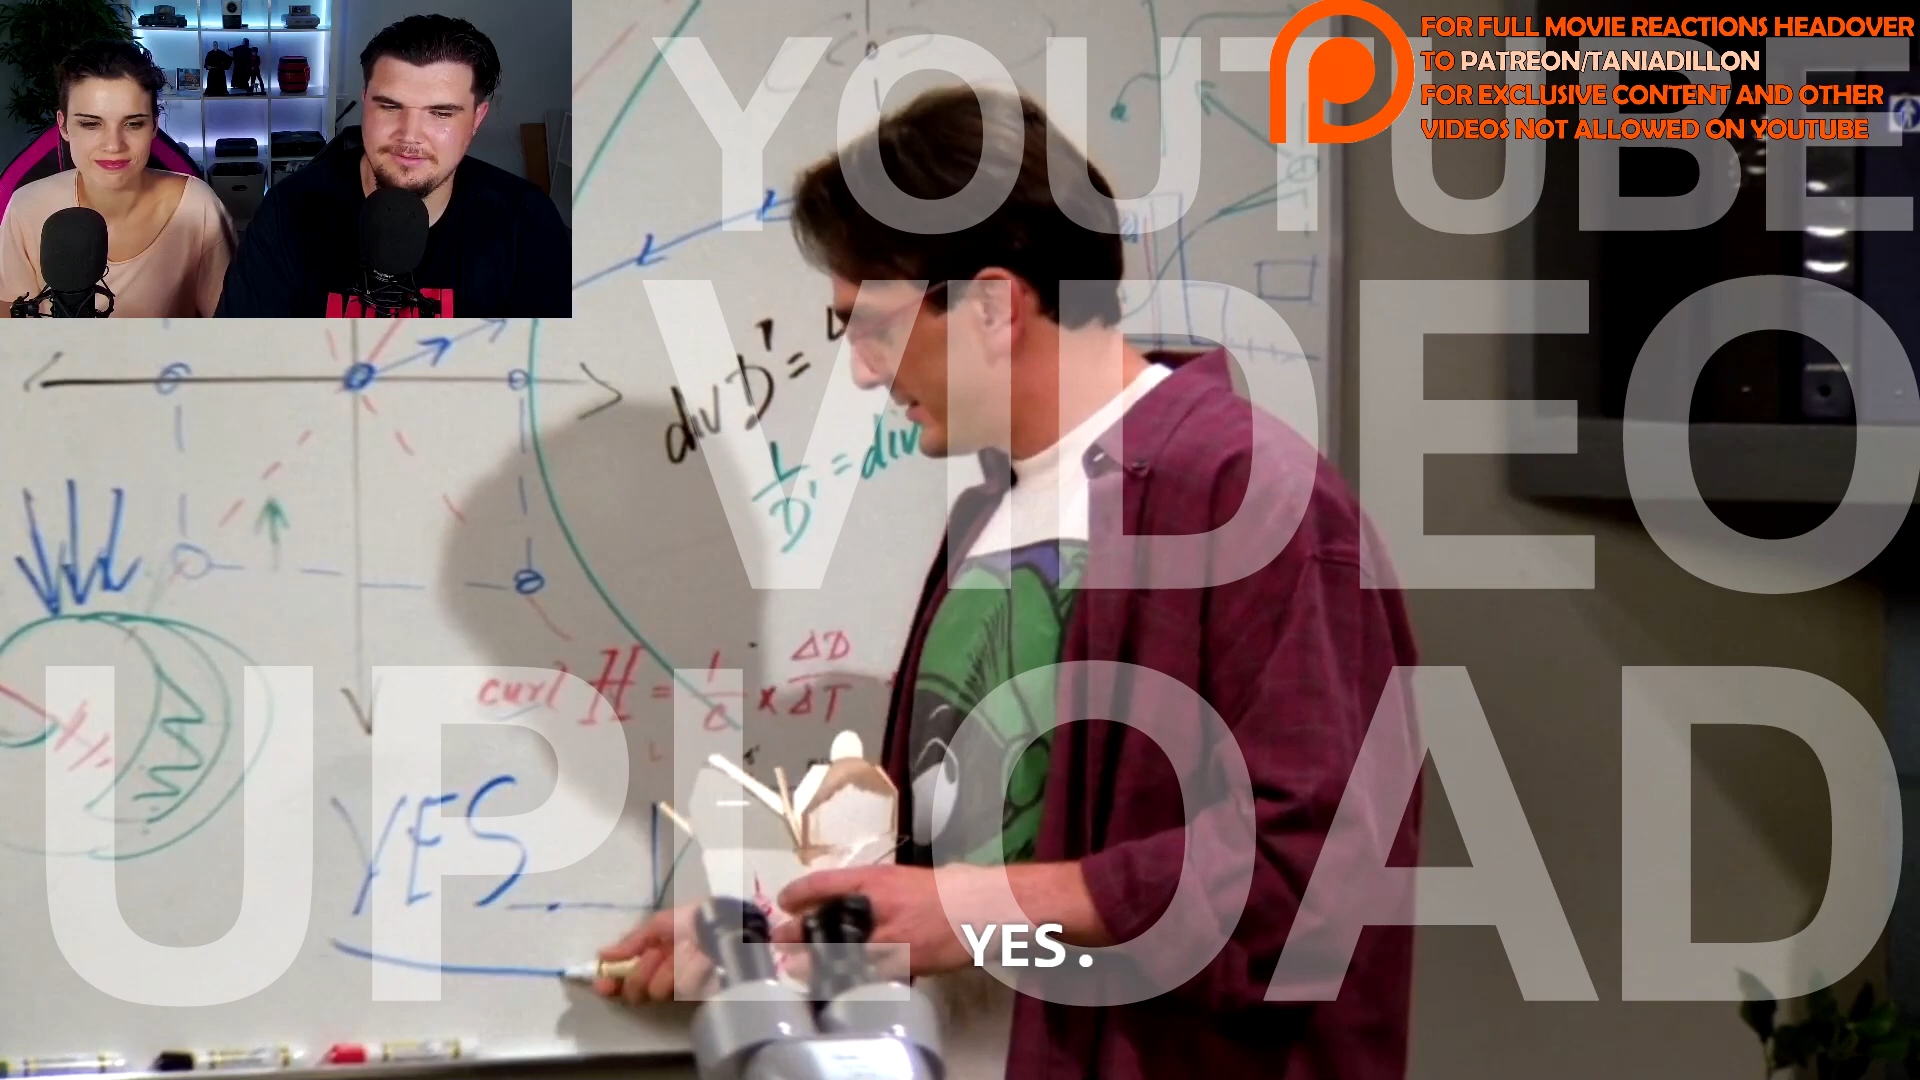 FOR FULL MOVIE REACTIONS HEADOVER
TO PATREON/TANIADILLON
FOR EXCLUSIVE CONTENT AND OTHER
VIDEOS NOT ALLOWED ON YOUTUBE
YOUTUBE
VIDEO
UPLOAD
div D' =
L/D' = div
curl H = 1/c x ΔD/ΔT
YES
YES.